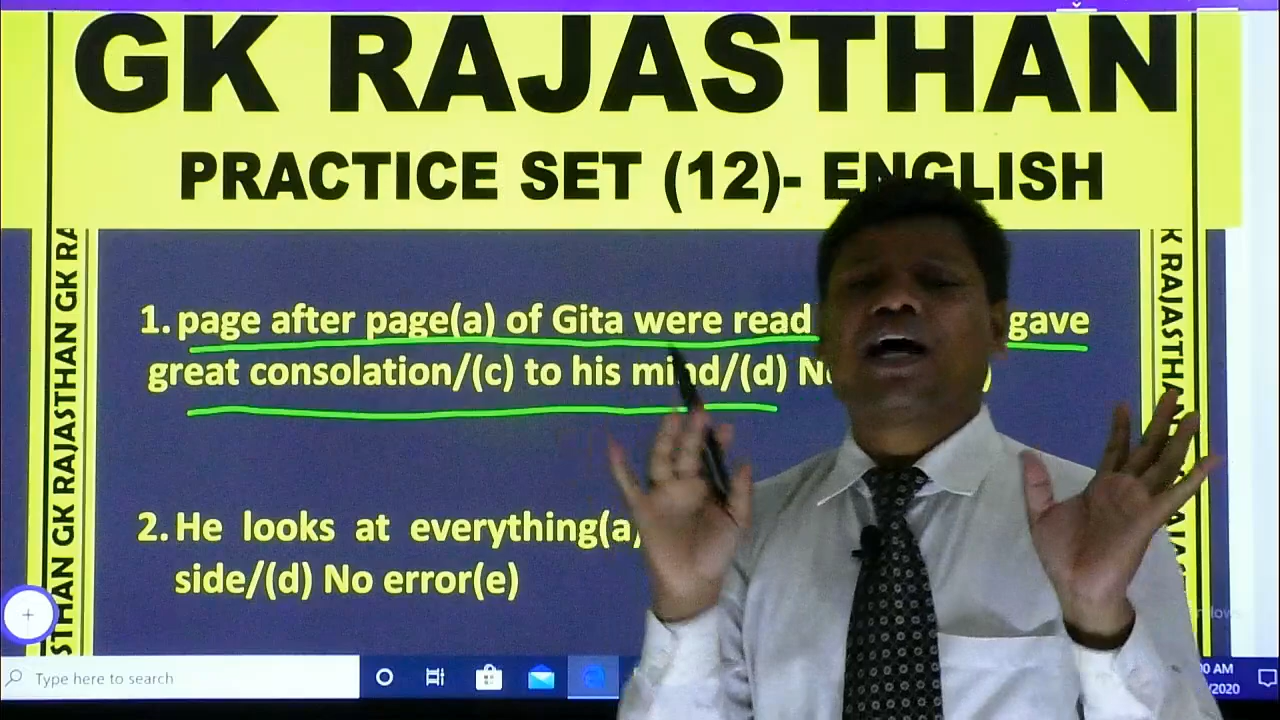 GK RAJASTHAN
PRACTICE SET (12)- ENGLISH
GK RAJASTHAN GK RA
K RAJASTHAN
1. page after page(a) of Gita were read gave
great consolation/(c) to his mind/(d)
2. He looks at everything(a)
side/(d) No error(e)
Type here to search